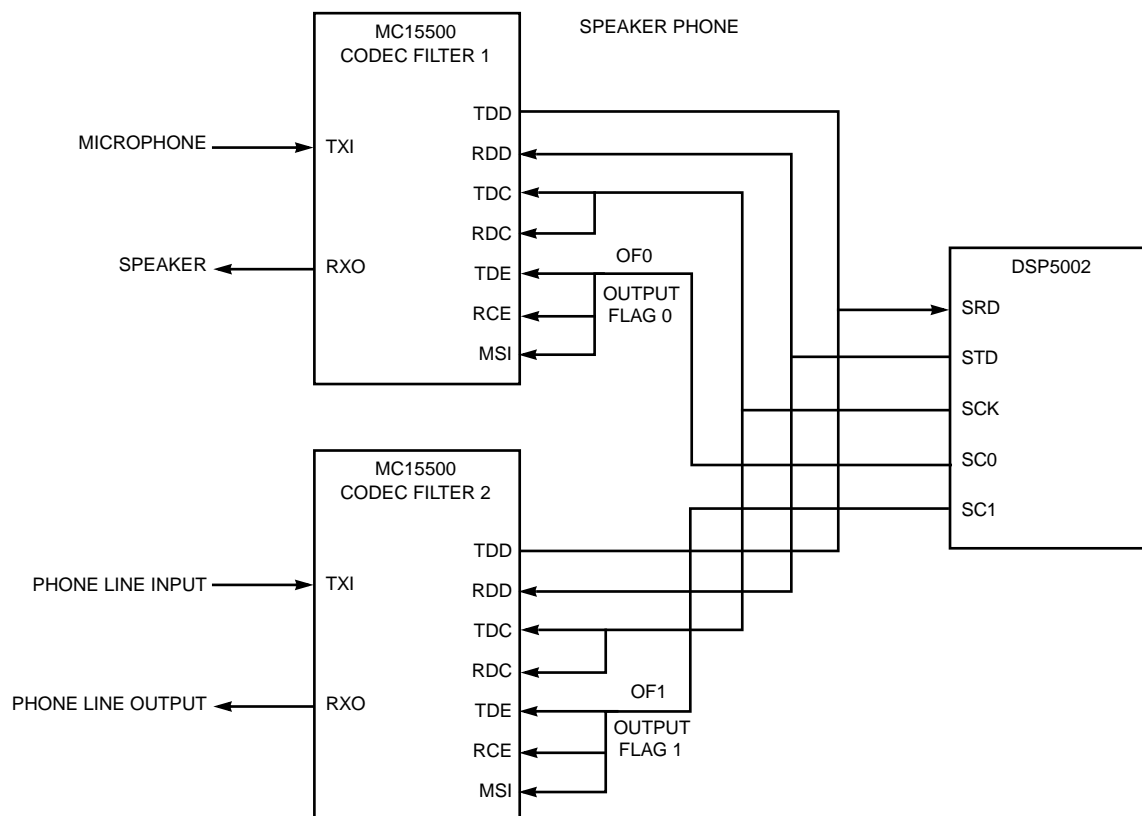 SPEAKER PHONE
MC15500
CODEC FILTER 1
TDD
RDD
TDC
RDC
TDE
RCE
MSI
MICROPHONE
TXI
SPEAKER
RXO
OF0
OUTPUT
FLAG 0
DSP5002
SRD
STD
SCK
SC0
SC1
MC15500
CODEC FILTER 2
TDD
RDD
TDC
RDC
TDE
RCE
MSI
PHONE LINE INPUT
TXI
PHONE LINE OUTPUT
RXO
OF1
OUTPUT
FLAG 1